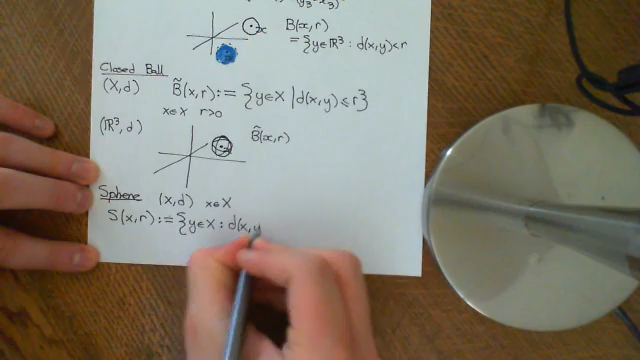 x B(x,r)
= {y∈ℝ³ : d(x,y)<r
Closed Ball
(X,d) B̃(x,r) := {y∈X | d(x,y)≤r}
x∈X r>0
(ℝ³,d) B̃(x,r)
Sphere (X,d) x∈X
S(x,r) := {y∈X : d(x,y